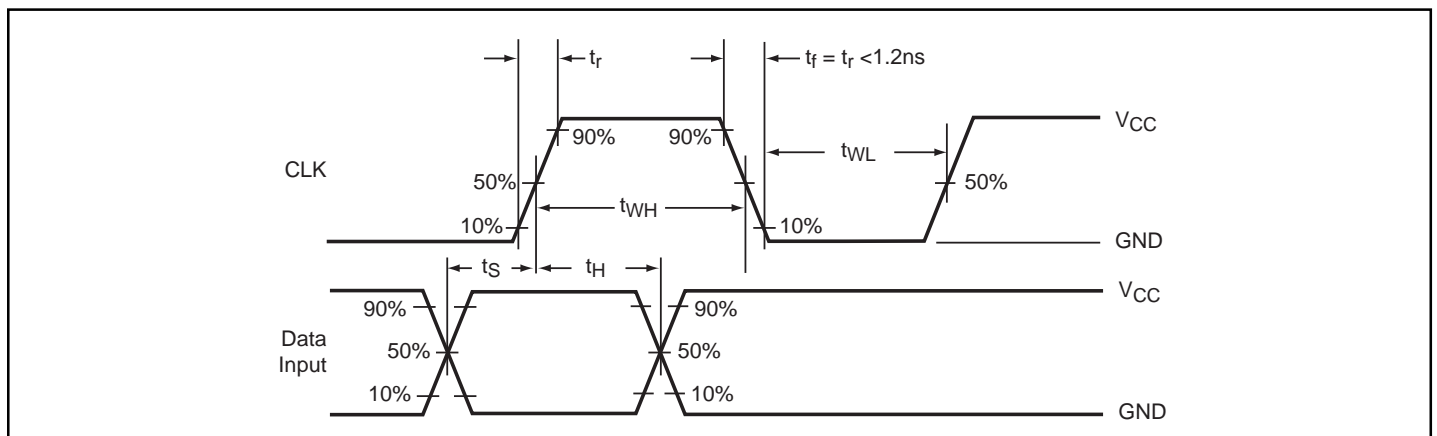 tr
tf = tr <1.2ns
VCC
90%
90%
tWL
CLK
50%
50%
tWH
10%
10%
GND
tS
tH
VCC
90%
90%
Data
Input
50%
50%
10%
10%
GND